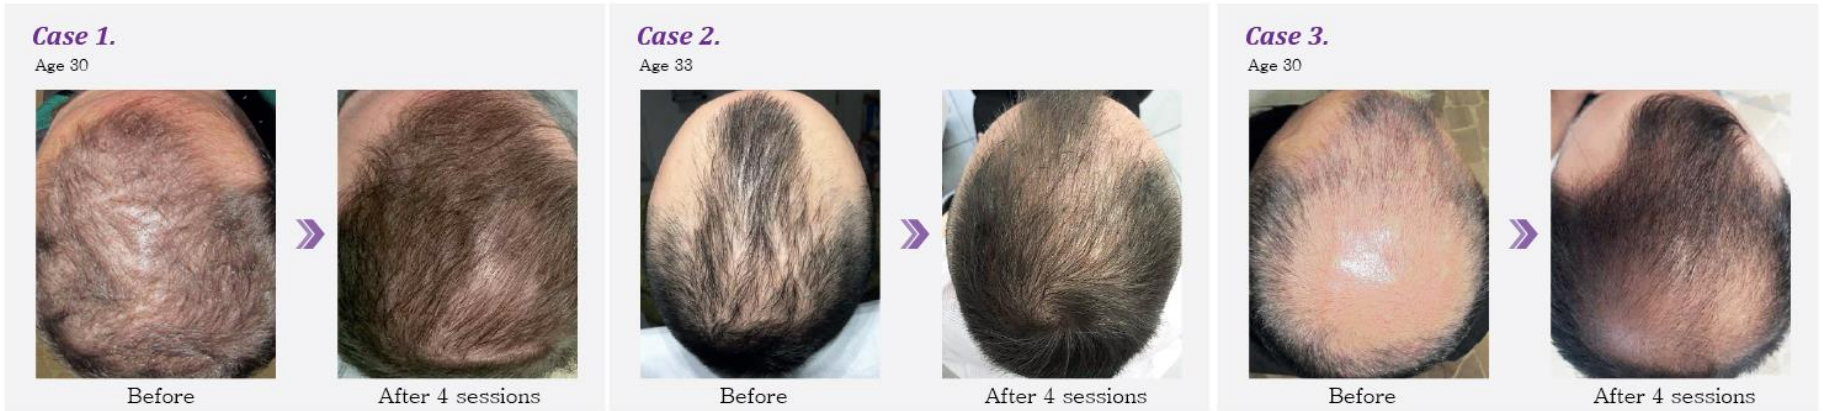 Case 1.
Age 30
Before
After 4 sessions
Case 2.
Age 33
Before
After 4 sessions
Case 3.
Age 30
Before
After 4 sessions